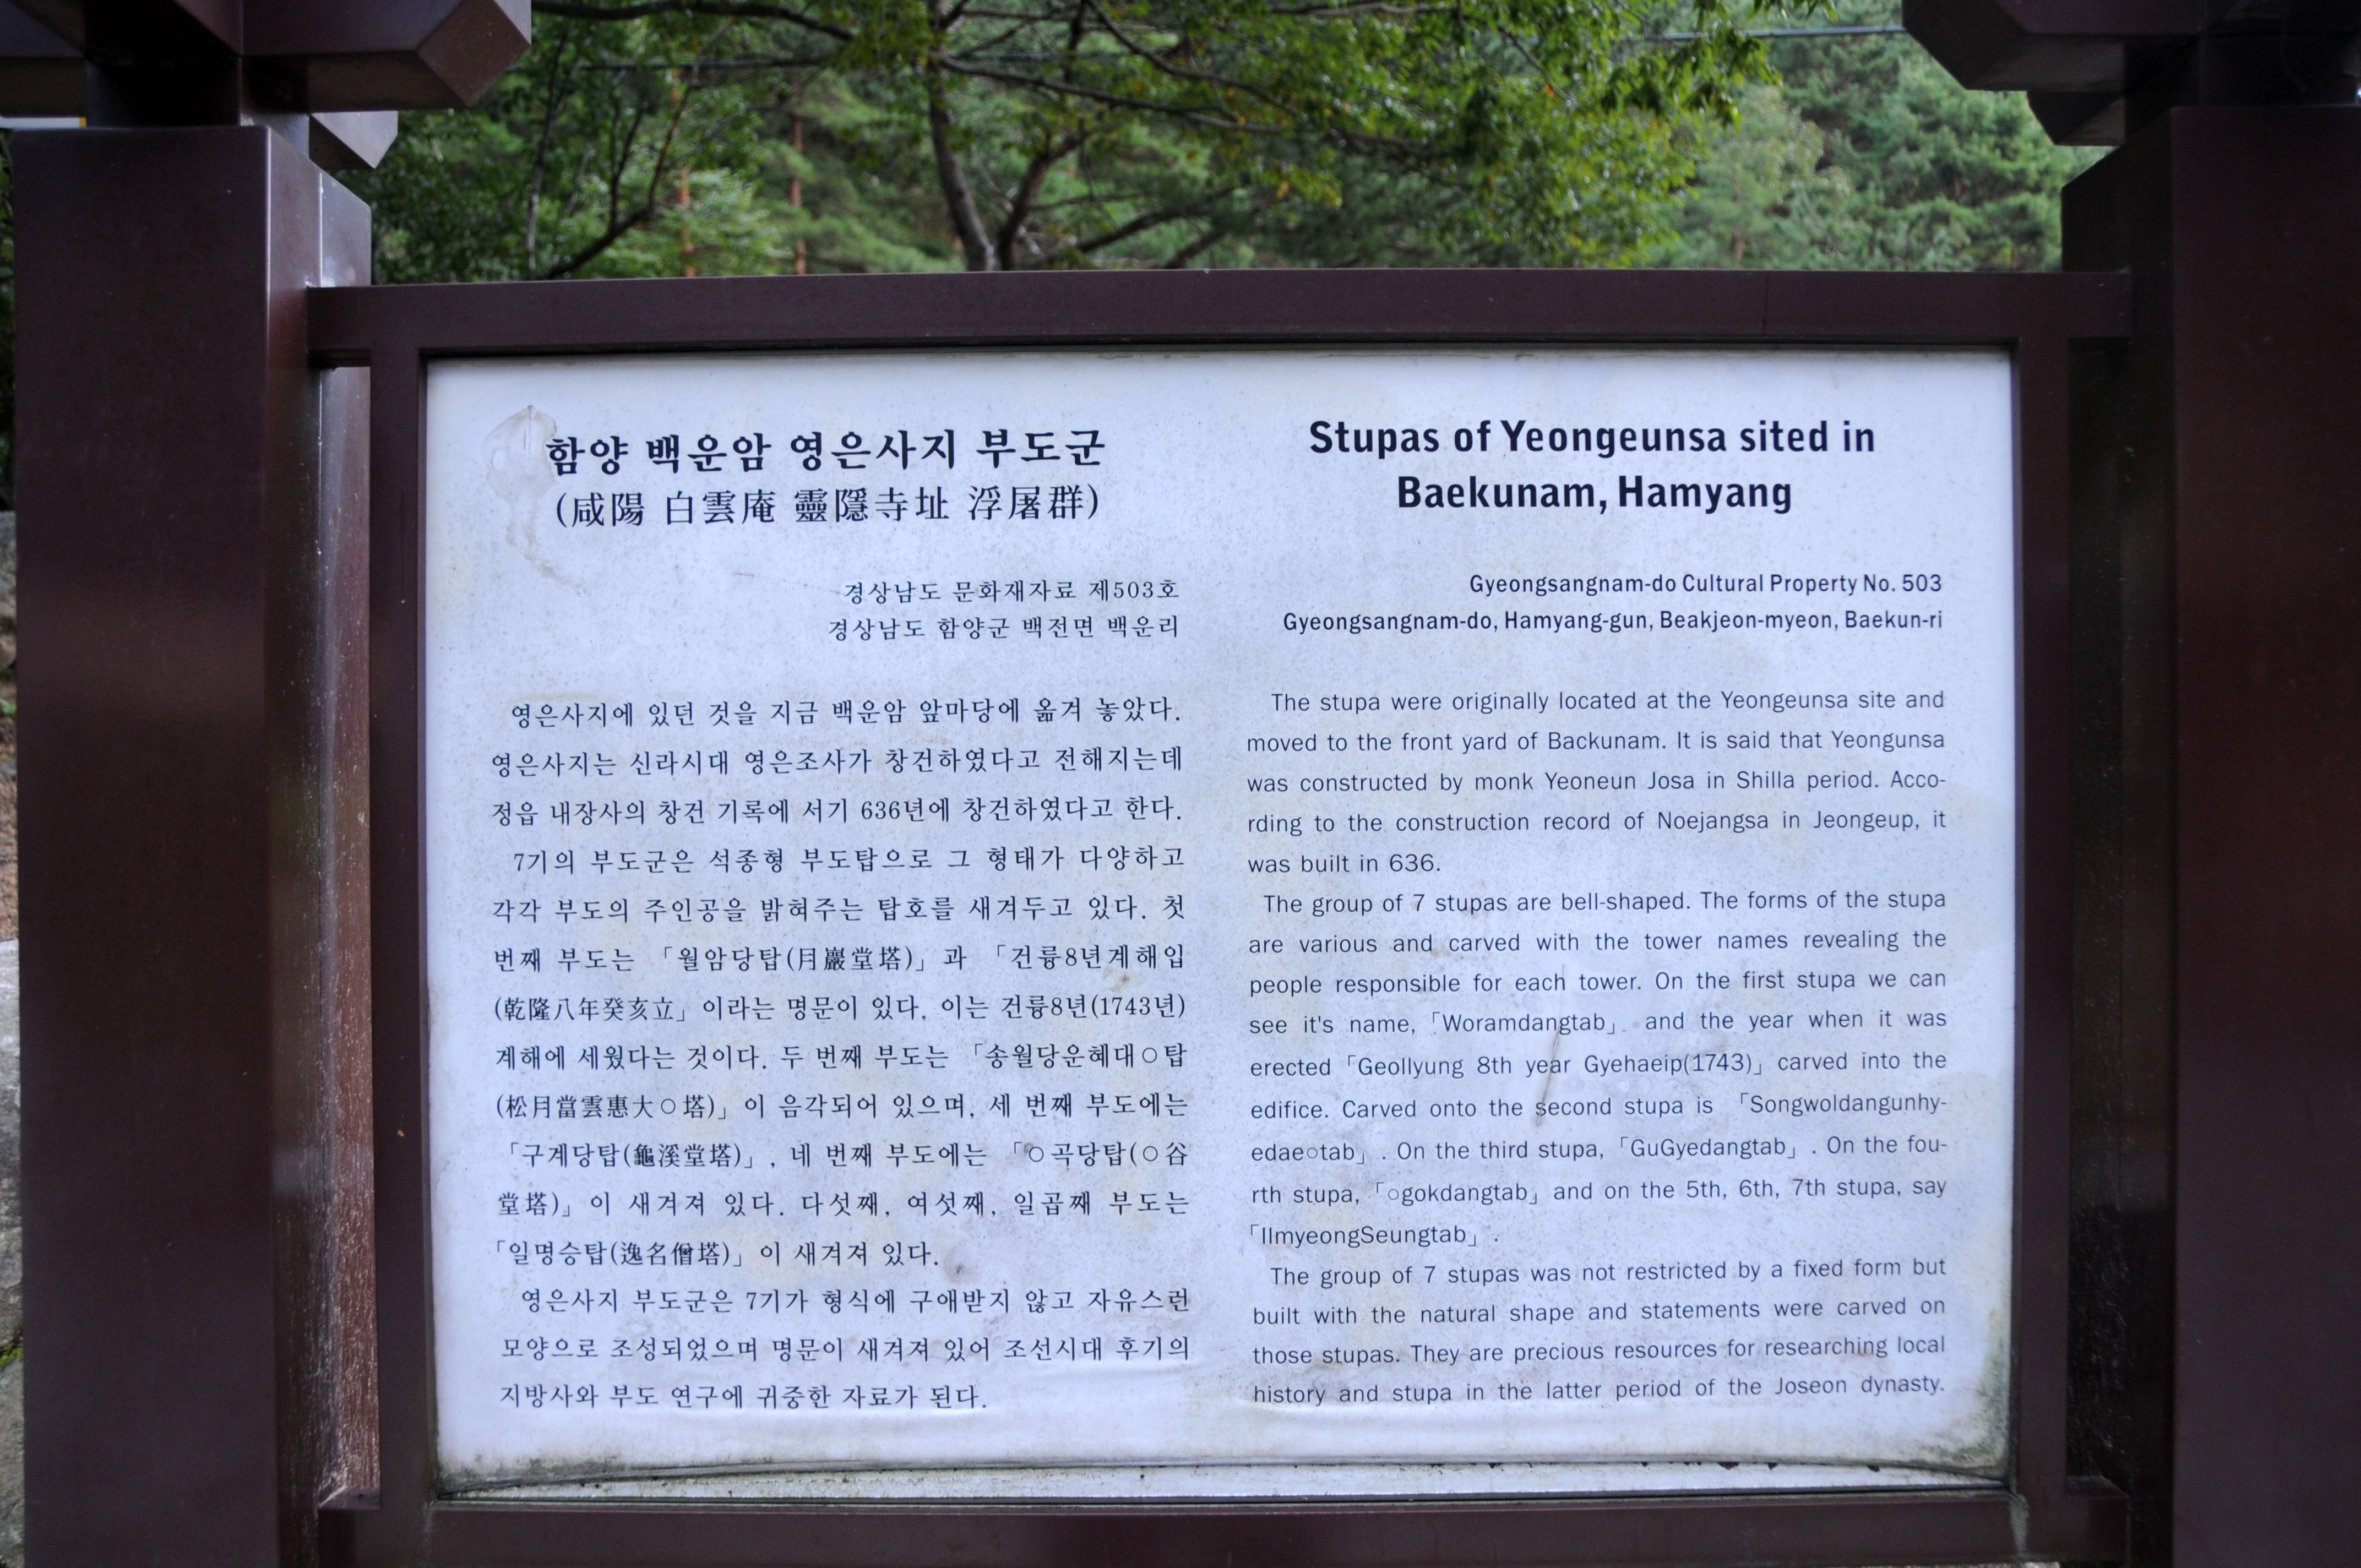 함양 백운암 영은사지 부도군
(咸陽 白雲庵 靈隱寺址 浮屠群)
경상남도 문화재자료 제503호
경상남도 함양군 백전면 백운리
영은사지에 있던 것을 지금 백운암 앞마당에 옮겨 놓았다.
영은사지는 신라시대 영은조사가 창건하였다고 전해지는데
정읍 내장사의 창건 기록에 서기 636년에 창건하였다고 한다.
7기의 부도군은 석종형 부도탑으로 그 형태가 다양하고
각각 부도의 주인공을 밝혀주는 탑호를 새겨두고 있다. 첫
번째 부도는 「월암당탑(月巖堂塔)」과 「건륭8년계해입
(乾隆八年癸亥立」이라는 명문이 있다. 이는 건륭8년(1743년)
계해에 세웠다는 것이다. 두 번째 부도는 「송월당운혜대○탑
(松月當雲惠大○塔)」이 음각되어 있으며, 세 번째 부도에는
「구계당탑(龜溪堂塔)」, 네 번째 부도에는 「○곡당탑(○谷
堂塔)」이 새겨져 있다. 다섯째, 여섯째, 일곱째 부도는
「일명승탑(逸名僧塔)」이 새겨져 있다.
영은사지 부도군은 7기가 형식에 구애받지 않고 자유스런
모양으로 조성되었으며 명문이 새겨져 있어 조선시대 후기의
지방사와 부도 연구에 귀중한 자료가 된다.
Stupas of Yeongeunsa sited in
Baekunam, Hamyang
Gyeongsangnam-do Cultural Property No. 503
Gyeongsangnam-do, Hamyang-gun, Beakjeon-myeon, Baekun-ri
The stupa were originally located at the Yeongeunsa site and
moved to the front yard of Backunam. It is said that Yeongunsa
was constructed by monk Yeoneun Josa in Shilla period. Acco-
rding to the construction record of Noejangsa in Jeongeup, it
was built in 636.
The group of 7 stupas are bell-shaped. The forms of the stupa
are various and carved with the tower names revealing the
people responsible for each tower. On the first stupa we can
see it's name, 「Woramdangtab」 and the year when it was
erected 「Geollyung 8th year Gyehaeip(1743)」 carved into the
edifice. Carved onto the second stupa is 「Songwoldangunhy-
edae○tab」. On the third stupa, 「GuGyedangtab」. On the fou-
rth stupa, 「○gokdangtab」 and on the 5th, 6th, 7th stupa, say
「IlmyeongSeungtab」.
The group of 7 stupas was not restricted by a fixed form but
built with the natural shape and statements were carved on
those stupas. They are precious resources for researching local
history and stupa in the latter period of the Joseon dynasty.